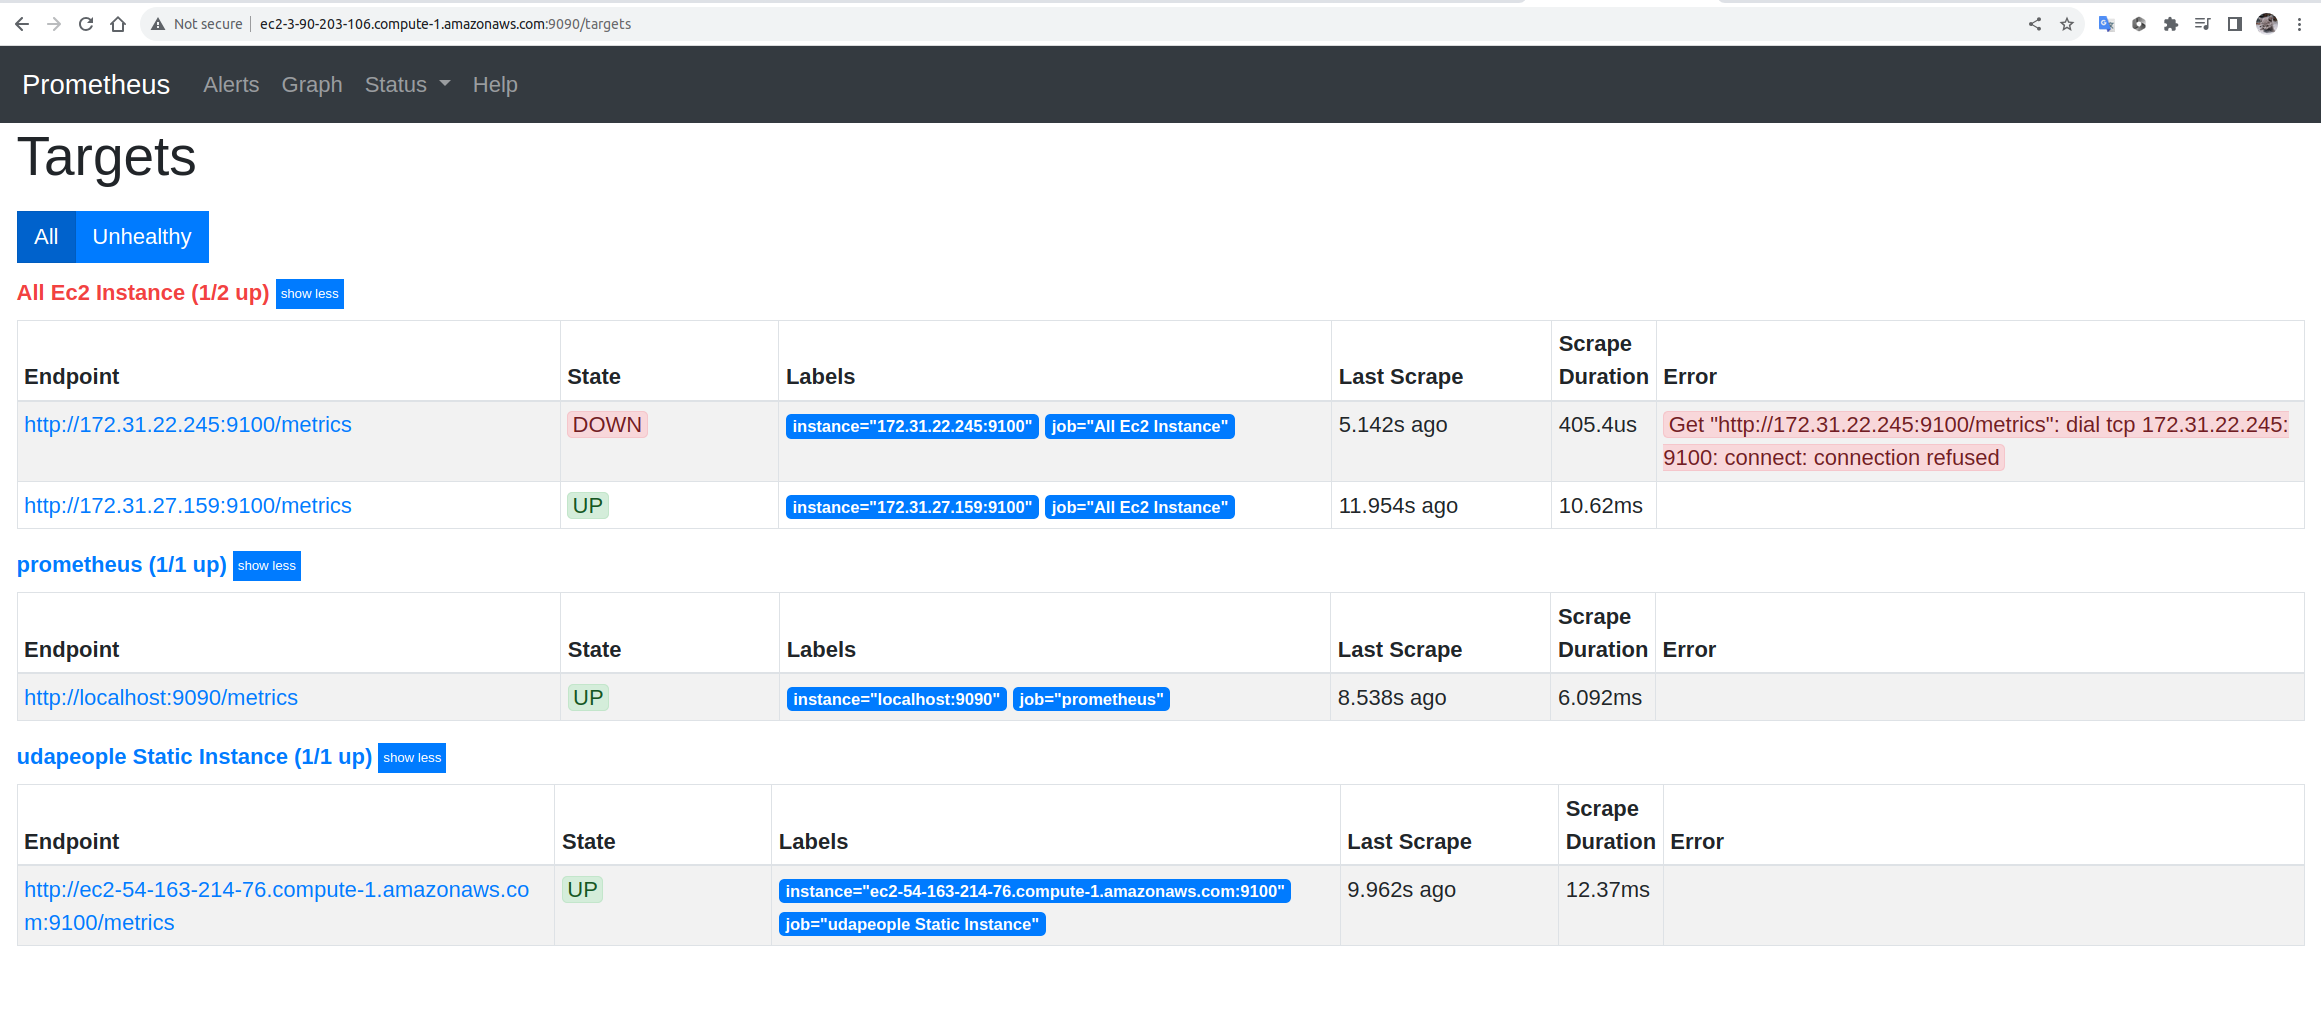 Not secure | ec2-3-90-203-106.compute-1.amazonaws.com:9090/targets
Prometheus Alerts Graph Status Help
Targets
All Unhealthy
All Ec2 Instance (1/2 up) show less
Endpoint State Labels Last Scrape Scrape Duration Error
http://172.31.22.245:9100/metrics DOWN instance="172.31.22.245:9100" job="All Ec2 Instance" 5.142s ago 405.4us Get "http://172.31.22.245:9100/metrics": dial tcp 172.31.22.245:
9100: connect: connection refused
http://172.31.27.159:9100/metrics UP instance="172.31.27.159:9100" job="All Ec2 Instance" 11.954s ago 10.62ms
prometheus (1/1 up) show less
Endpoint State Labels Last Scrape Scrape Duration Error
http://localhost:9090/metrics UP instance="localhost:9090" job="prometheus" 8.538s ago 6.092ms
udapeople Static Instance (1/1 up) show less
Endpoint State Labels Last Scrape Scrape Duration Error
http://ec2-54-163-214-76.compute-1.amazonaws.co UP instance="ec2-54-163-214-76.compute-1.amazonaws.com:9100" 9.962s ago 12.37ms
m:9100/metrics job="udapeople Static Instance"